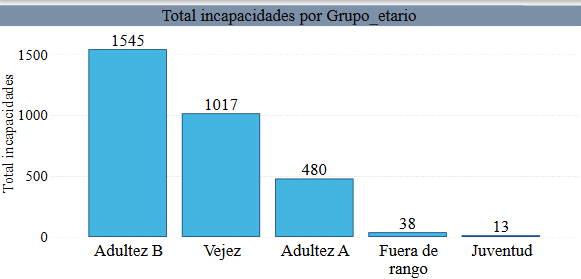 Total incapacidades por Grupo_etario
Total incapacidades
1500
1000
500
0
1545
1017
480
38
13
Adultez B
Vejez
Adultez A
Fuera de
rango
Juventud